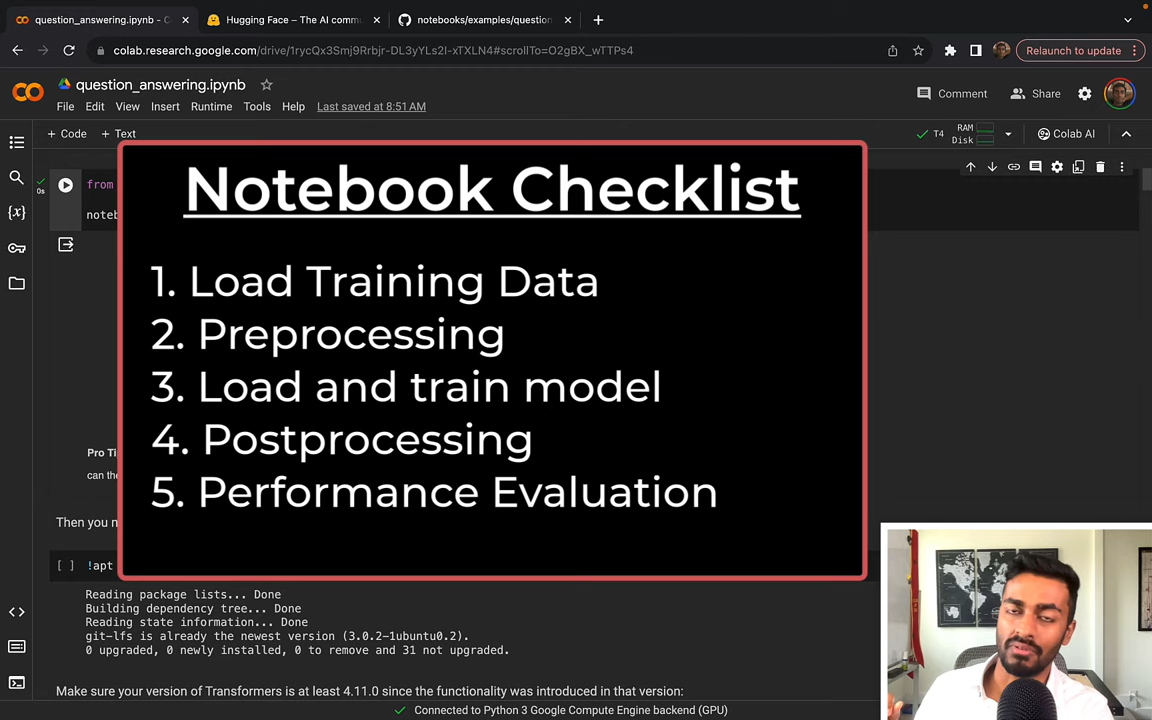 question_answering.ipynb - C
Hugging Face – The AI commu
notebooks/examples/question
colab.research.google.com/drive/1rycQx3Smj9Rrbjr-DL3yYLs2I-xTXLN4#scrollTo=O2gBX_wTTPs4
Relaunch to update
question_answering.ipynb
File Edit View Insert Runtime Tools Help Last saved at 8:51 AM
Comment Share
+ Code + Text
T4 RAM Disk Colab AI
0s
from
noteb
Notebook Checklist
1. Load Training Data
2. Preprocessing
3. Load and train model
4. Postprocessing
5. Performance Evaluation
Pro Ti
can the
Then you n
[ ] !apt
Reading package lists... Done
Building dependency tree... Done
Reading state information... Done
git-lfs is already the newest version (3.0.2-1ubuntu0.2).
0 upgraded, 0 newly installed, 0 to remove and 31 not upgraded.
Make sure your version of Transformers is at least 4.11.0 since the functionality was introduced in that version:
Connected to Python 3 Google Compute Engine backend (GPU)